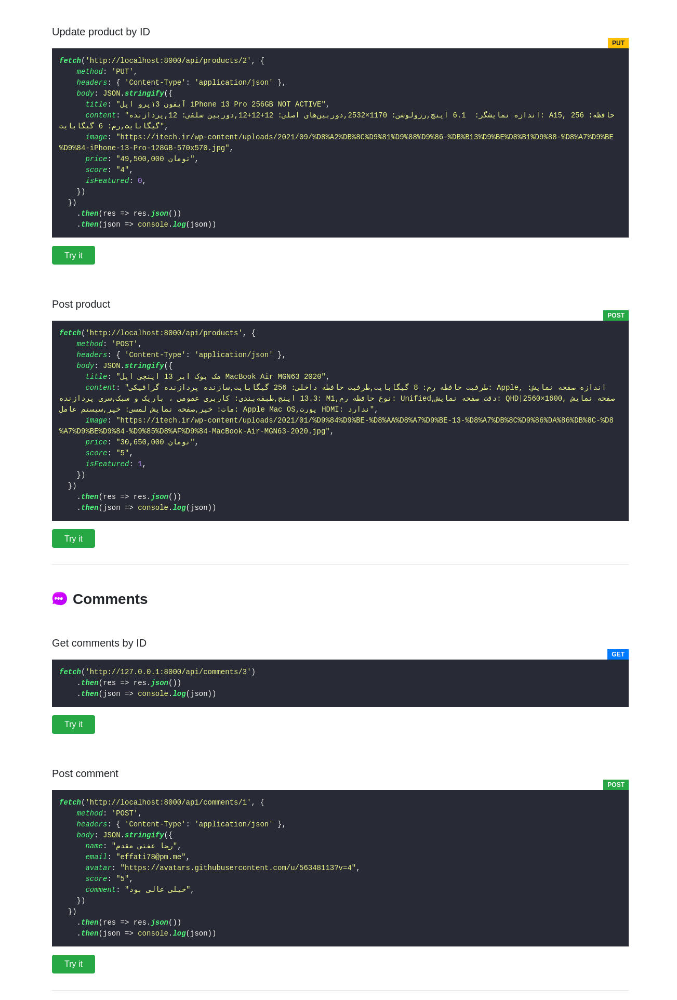 Update product by ID
PUT
fetch('http://localhost:8000/api/products/2', {
method: 'PUT',
headers: { 'Content-Type': 'application/json' },
body: JSON.stringify({
title: "آیفون ۱3پرو اپل iPhone 13 Pro 256GB NOT ACTIVE",
content: "اندازه نمایشگر:  6.1 اینچ,رزولوشن: 1170×2532,دوربین‌های اصلی: 12+12+12,دوربین سلفی: 12,پردازنده: A15, حافظه: 256
گیگابایت,رم: 6 گیگابایت",
image: "https://itech.ir/wp-content/uploads/2021/09/%D8%A2%DB%8C%D9%81%D9%88%D9%86-%DB%B13%D9%BE%D8%B1%D9%88-%D8%A7%D9%BE
%D9%84-iPhone-13-Pro-128GB-570x570.jpg",
price: "49,500,000 تومان",
score: "4",
isFeatured: 0,
})
})
.then(res => res.json())
.then(json => console.log(json))
Try it
Post product
POST
fetch('http://localhost:8000/api/products', {
method: 'POST',
headers: { 'Content-Type': 'application/json' },
body: JSON.stringify({
title: "مک بوک ایر 13 اینچی اپل MacBook Air MGN63 2020",
content: "ظرفیت حافظه رم: 8 گیگابایت,ظرفیت حافظه داخلی: 256 گیگابایت,سازنده پردازنده گرافیکی: Apple, اندازه صفحه نمایش:
13.3 اینچ,طبقه‌بندی: کاربری عمومی ، باریک و سبک,سری پردازنده: M1,نوع حافظه رم: Unified,دقت صفحه نمایش: QHD|2560×1600, صفحه نمایش
مات: خیر,صفحه نمایش لمسی: خیر,سیستم عامل: Apple Mac OS,پورت HDMI: ندارد",
image: "https://itech.ir/wp-content/uploads/2021/01/%D9%84%D9%BE-%D8%AA%D8%A7%D9%BE-13-%D8%A7%DB%8C%D9%86%DA%86%DB%8C-%D8
%A7%D9%BE%D9%84-%D9%85%D8%AF%D9%84-MacBook-Air-MGN63-2020.jpg",
price: "30,650,000 تومان",
score: "5",
isFeatured: 1,
})
})
.then(res => res.json())
.then(json => console.log(json))
Try it
Comments
Get comments by ID
GET
fetch('http://127.0.0.1:8000/api/comments/3')
.then(res => res.json())
.then(json => console.log(json))
Try it
Post comment
POST
fetch('http://localhost:8000/api/comments/1', {
method: 'POST',
headers: { 'Content-Type': 'application/json' },
body: JSON.stringify({
name: "رضا عفتی مقدم",
email: "effati78@pm.me",
avatar: "https://avatars.githubusercontent.com/u/56348113?v=4",
score: "5",
comment: "خیلی عالی بود",
})
})
.then(res => res.json())
.then(json => console.log(json))
Try it